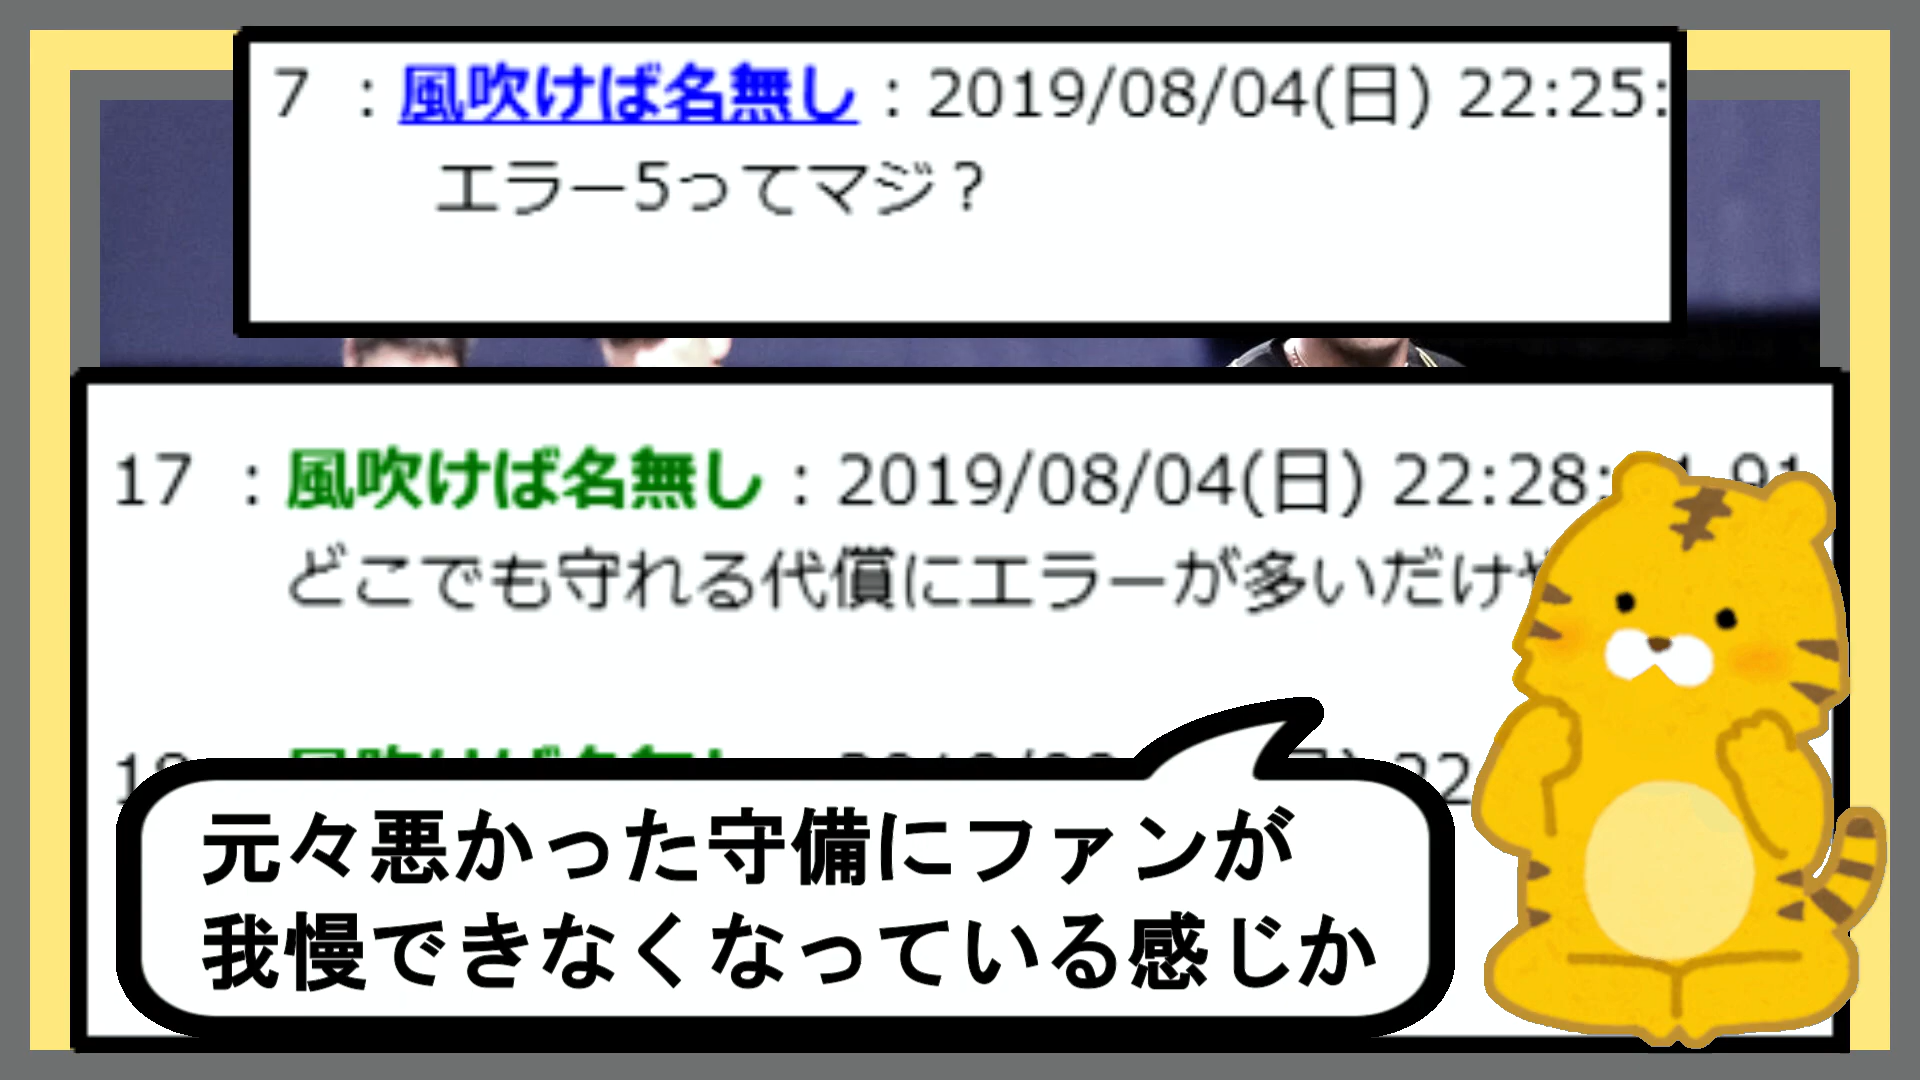 7 ：風吹けば名無し：2019/08/04(日) 22:25:
エラー5ってマジ？
17 ：風吹けば名無し：2019/08/04(日) 22:28:
どこでも守れる代償にエラーが多いだけ
元々悪かった守備にファンが
我慢できなくなっている感じか